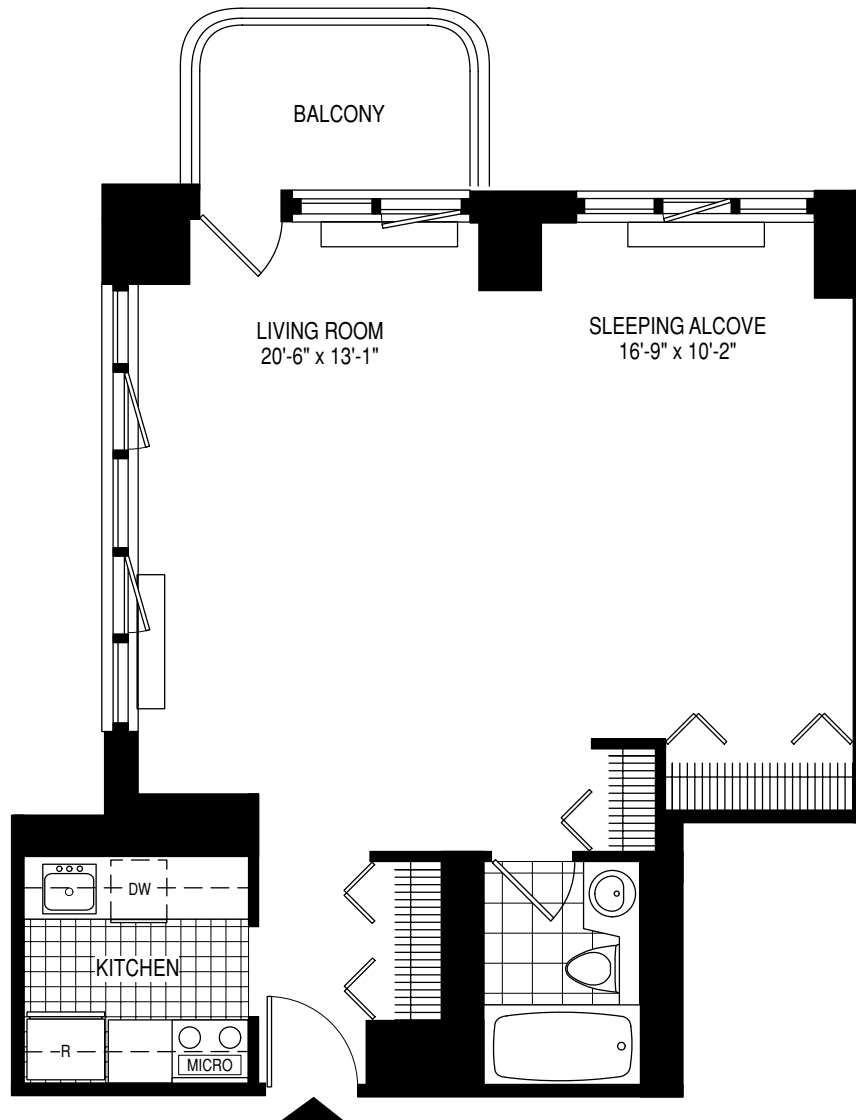 BALCONY
LIVING ROOM
20'-6" x 13'-1"
SLEEPING ALCOVE
16'-9" x 10'-2"
DW
KITCHEN
R
MICRO